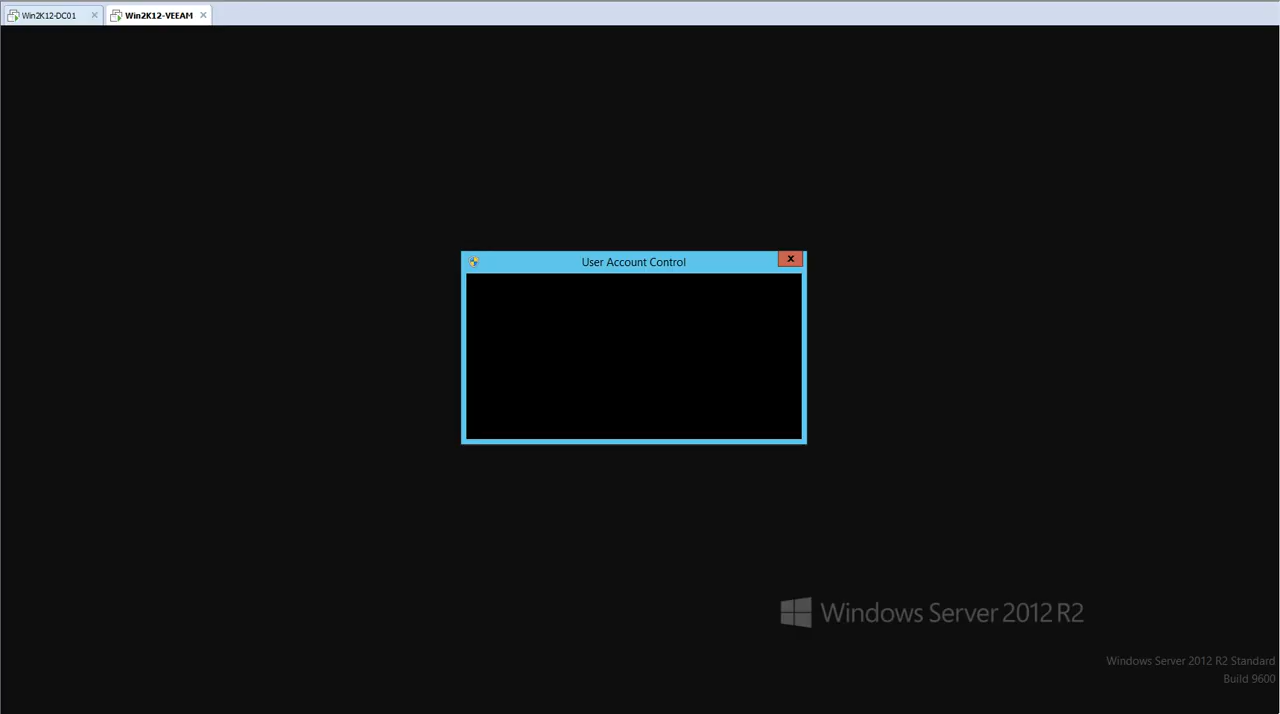 Win2K12-DC01
Win2K12-VEEAM
User Account Control
Windows Server 2012 R2
Windows Server 2012 R2 Standard
Build 9600